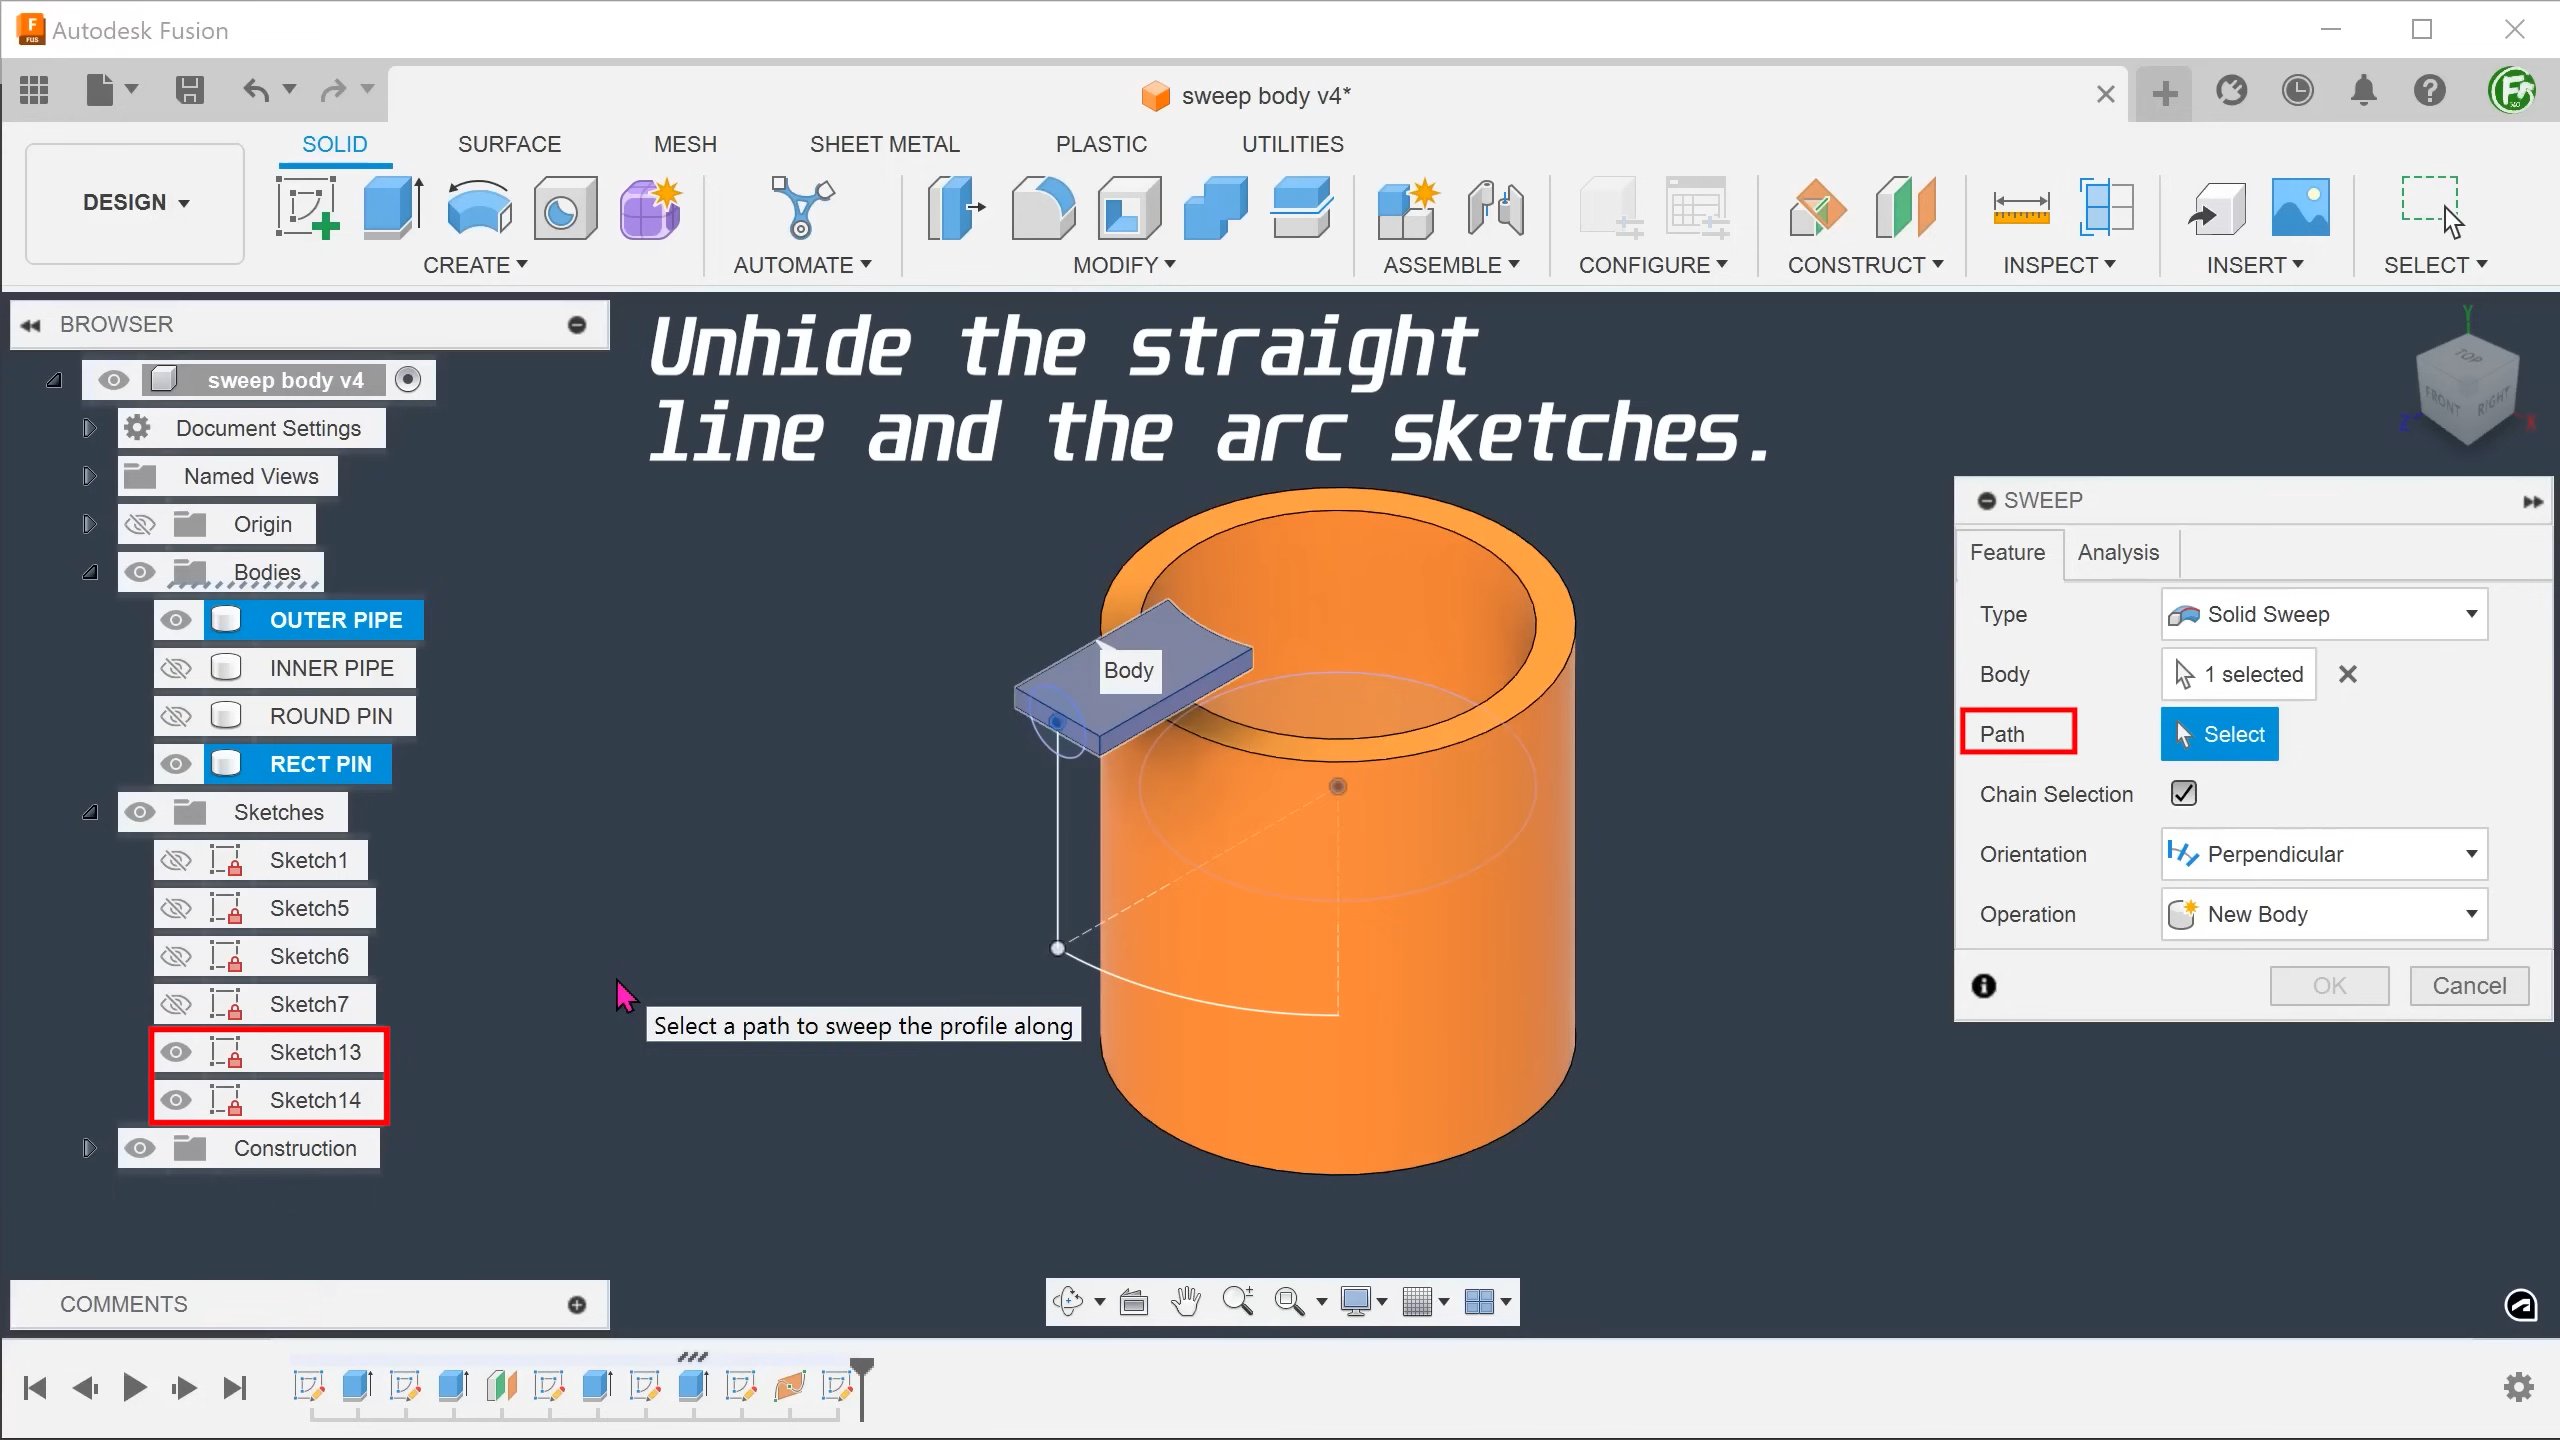 Autodesk Fusion
sweep body v4*
DESIGN
SOLID
SURFACE
MESH
SHEET METAL
PLASTIC
UTILITIES
CREATE
AUTOMATE
MODIFY
ASSEMBLE
CONFIGURE
CONSTRUCT
INSPECT
INSERT
SELECT
BROWSER
sweep body v4
Document Settings
Named Views
Origin
Bodies
OUTER PIPE
INNER PIPE
ROUND PIN
RECT PIN
Sketches
Sketch1
Sketch5
Sketch6
Sketch7
Sketch13
Sketch14
Construction
Unhide the straight
line and the arc sketches.
Body
Select a path to sweep the profile along
Y
TOP
FRONT
RIGHT
Z
X
SWEEP
Feature
Analysis
Type
Solid Sweep
Body
1 selected
Path
Select
Chain Selection
Orientation
Perpendicular
Operation
New Body
OK
Cancel
COMMENTS